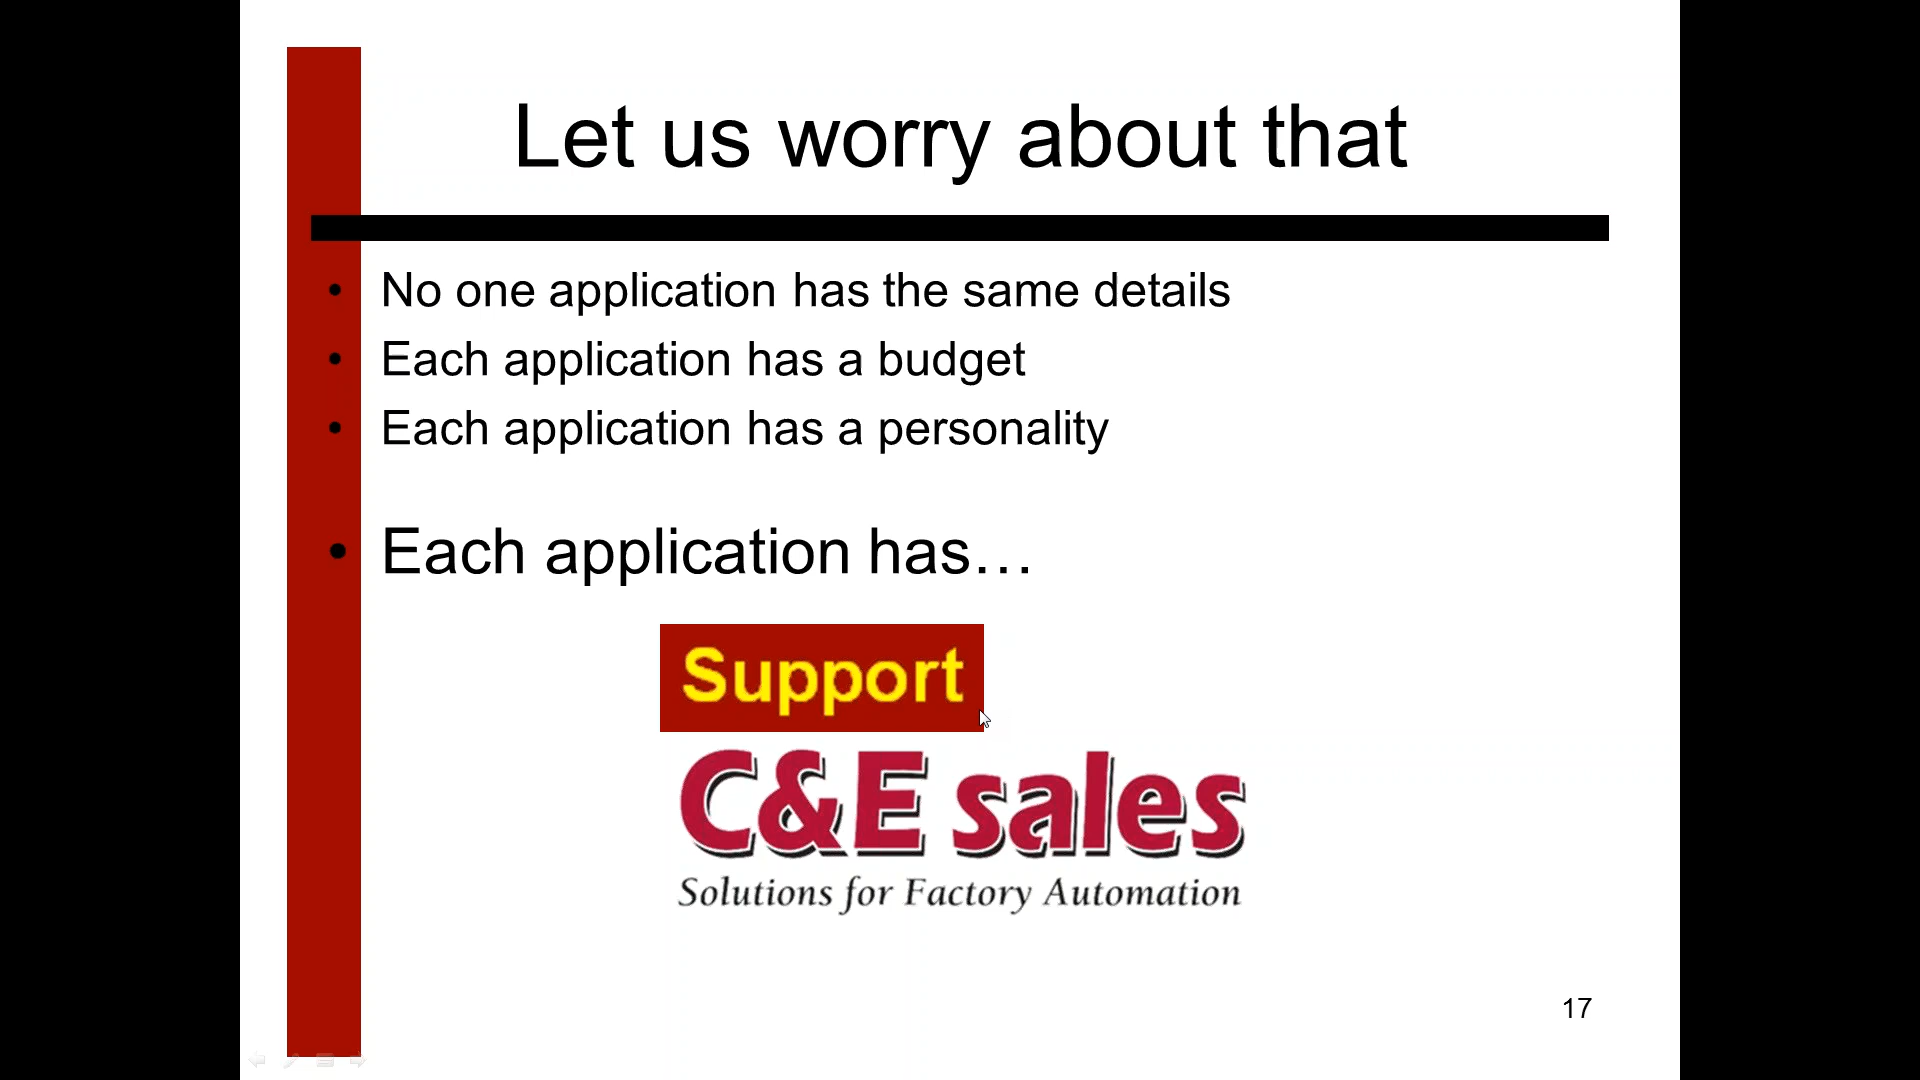 Let us worry about that
• No one application has the same details
• Each application has a budget
• Each application has a personality
• Each application has…
Support
C&E sales
Solutions for Factory Automation
17